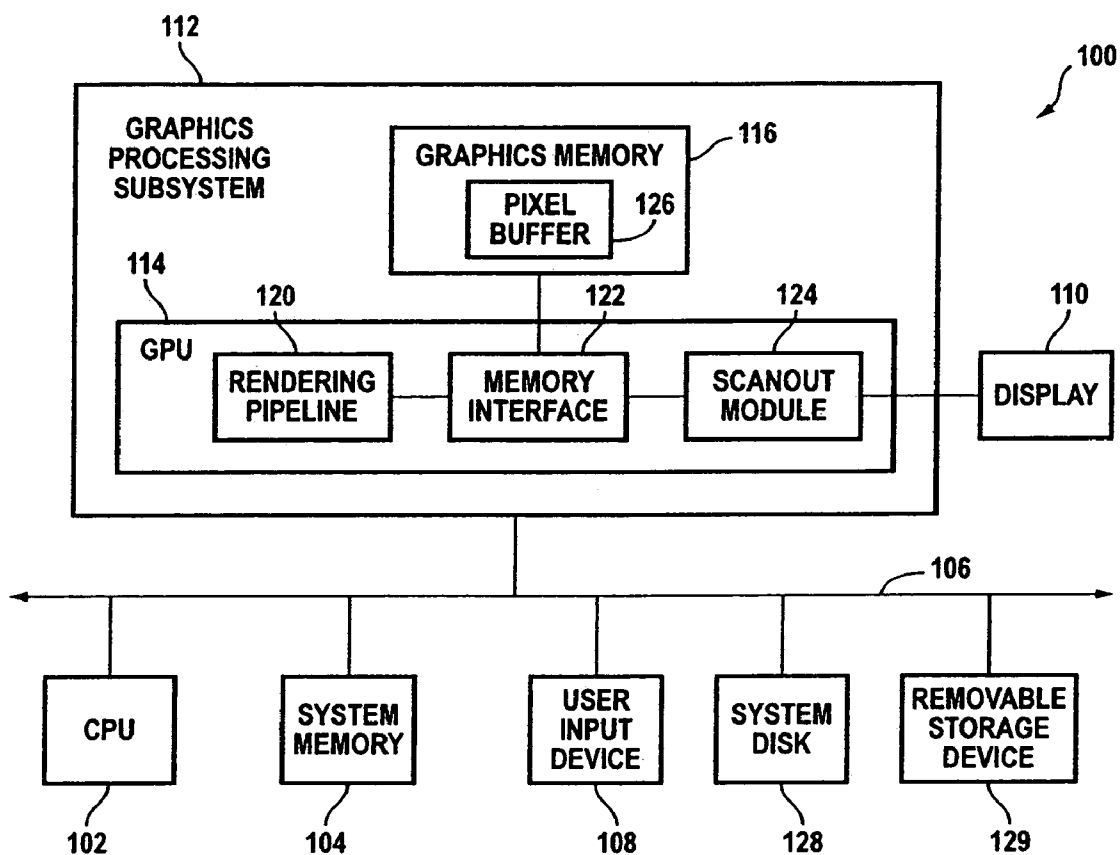 112
100
GRAPHICS
PROCESSING
SUBSYSTEM
GRAPHICS MEMORY
116
PIXEL
BUFFER
126
114
120
122
124
110
GPU
RENDERING
PIPELINE
MEMORY
INTERFACE
SCANOUT
MODULE
DISPLAY
106
CPU
SYSTEM
MEMORY
USER
INPUT
DEVICE
SYSTEM
DISK
REMOVABLE
STORAGE
DEVICE
102
104
108
128
129